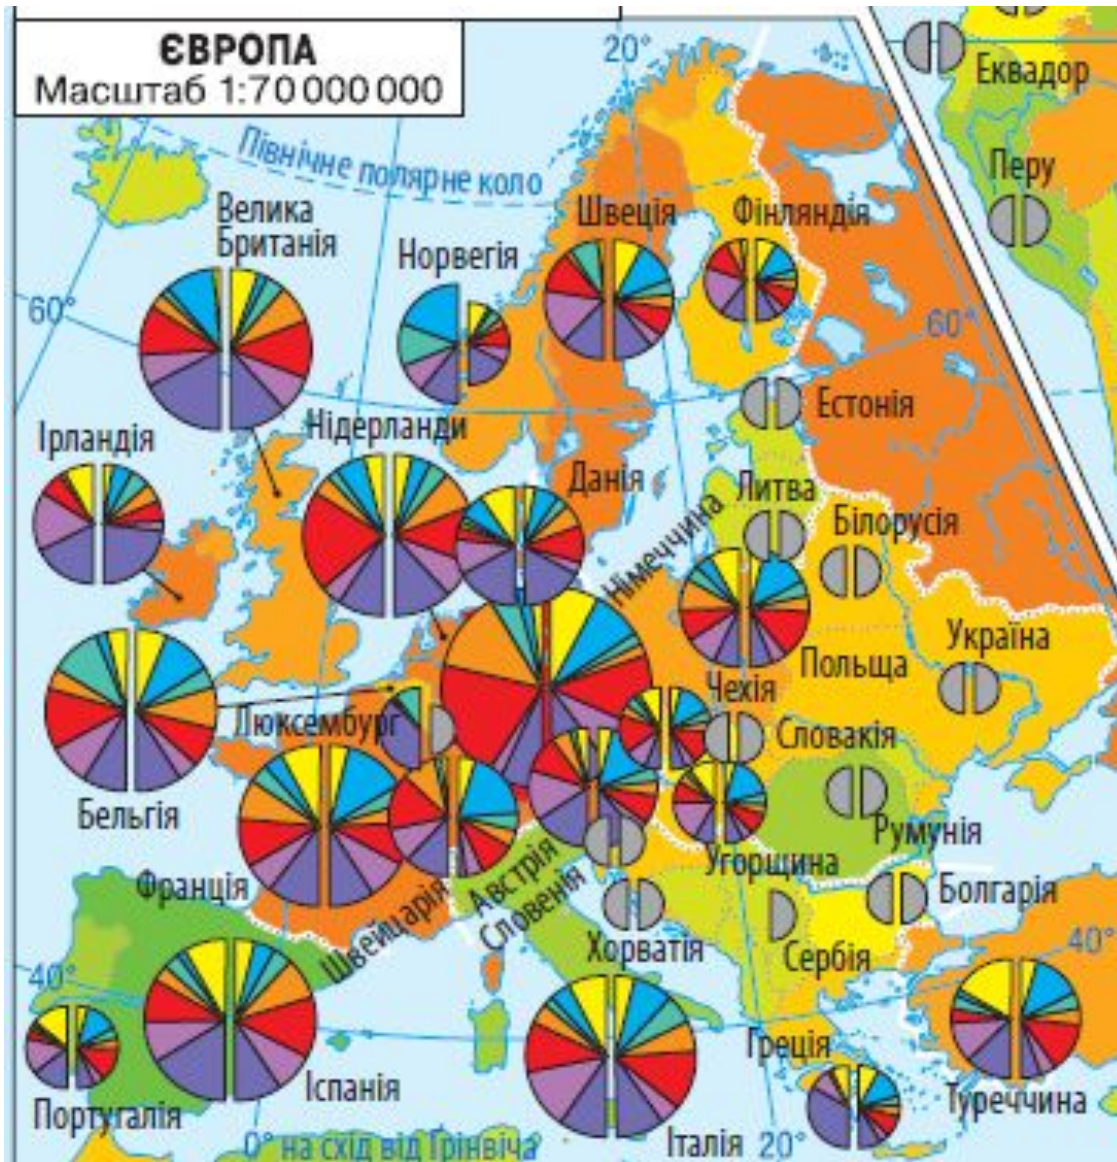 ЄВРОПА
Масштаб 1:70 000 000
20°
Еквадор
Північне полярне коло
Перу
Велика
Британія
Норвегія
Швеція
Фінляндія
60°
60°
Ірландія
Нідерланди
Естонія
Данія
Литва
Білорусія
Німеччина
Україна
Польща
Люксембург
Чехія
Словакія
Бельгія
Румунія
Франція
Угорщина
Швейцарія
Австрія
Словенія
Болгарія
Хорватія
Сербія
40°
40°
Греція
Португалія
Іспанія
Італія
Туреччина
0° на схід від Ґрінвіча
20°